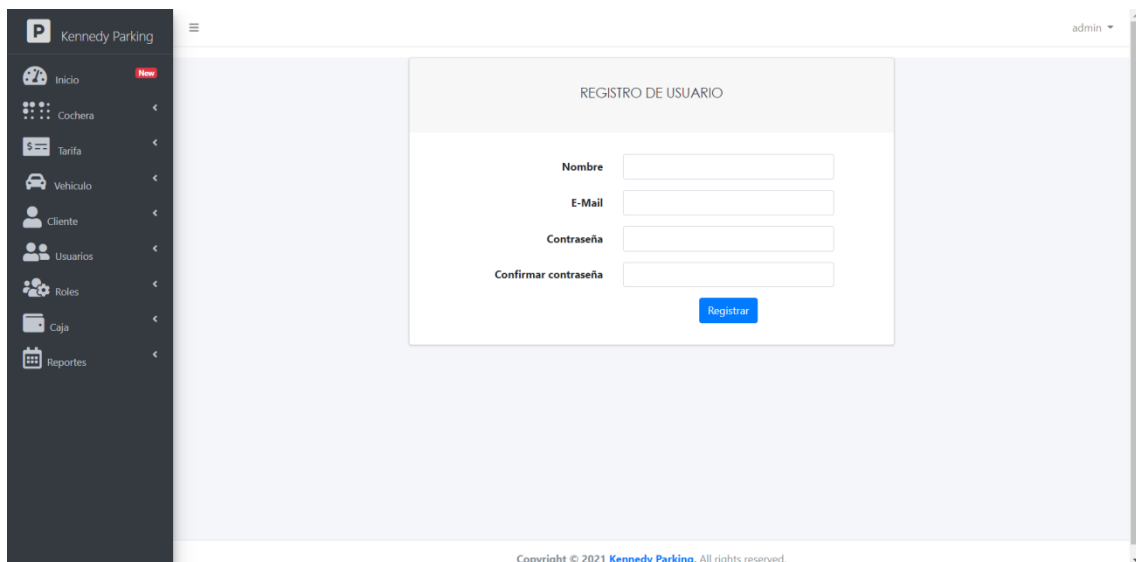 P Kennedy Parking
admin
Inicio New
Cochera
$ Tarifa
Vehiculo
Cliente
Usuarios
Roles
Caja
Reportes
REGISTRO DE USUARIO
Nombre
E-Mail
Contraseña
Confirmar contraseña
Registrar
Copyright © 2021 Kennedy Parking. All rights reserved.